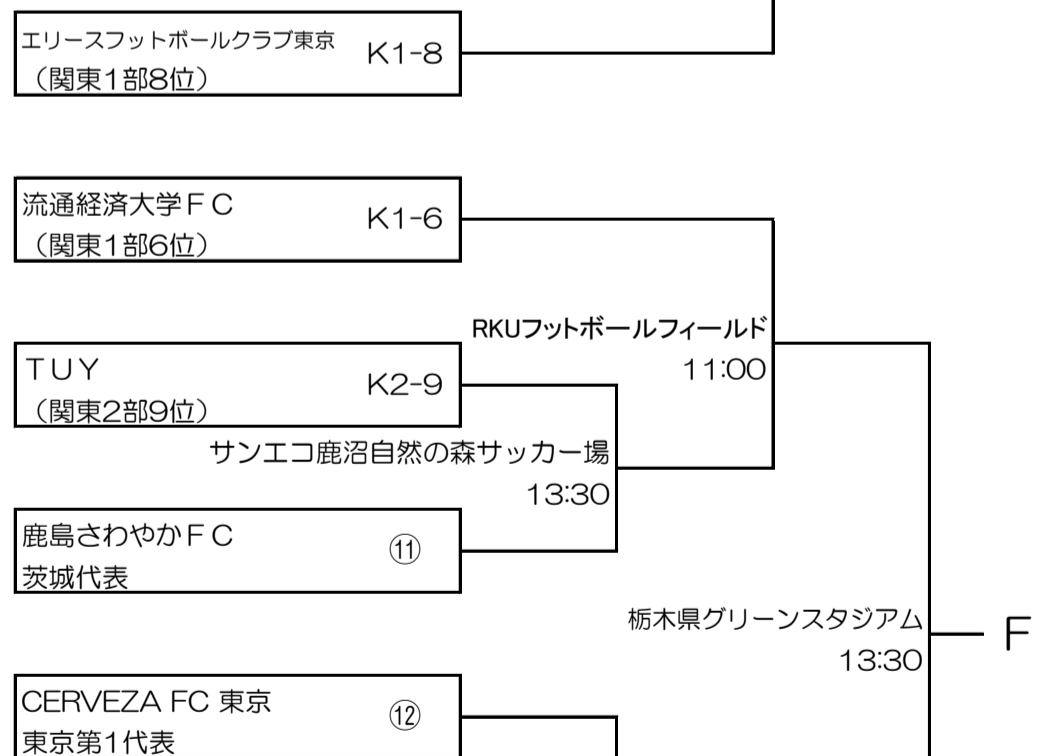 エリースフットボールクラブ東京
K1-8
（関東1部8位）
流通経済大学ＦＣ
K1-6
（関東1部6位）
RKUフットボールフィールド
11:00
ＴＵＹ
K2-9
（関東2部9位）
サンエコ鹿沼自然の森サッカー場
13:30
鹿島さわやかＦＣ
⑪
茨城代表
栃木県グリーンスタジアム
13:30
F
CERVEZA FC 東京
⑫
東京第1代表